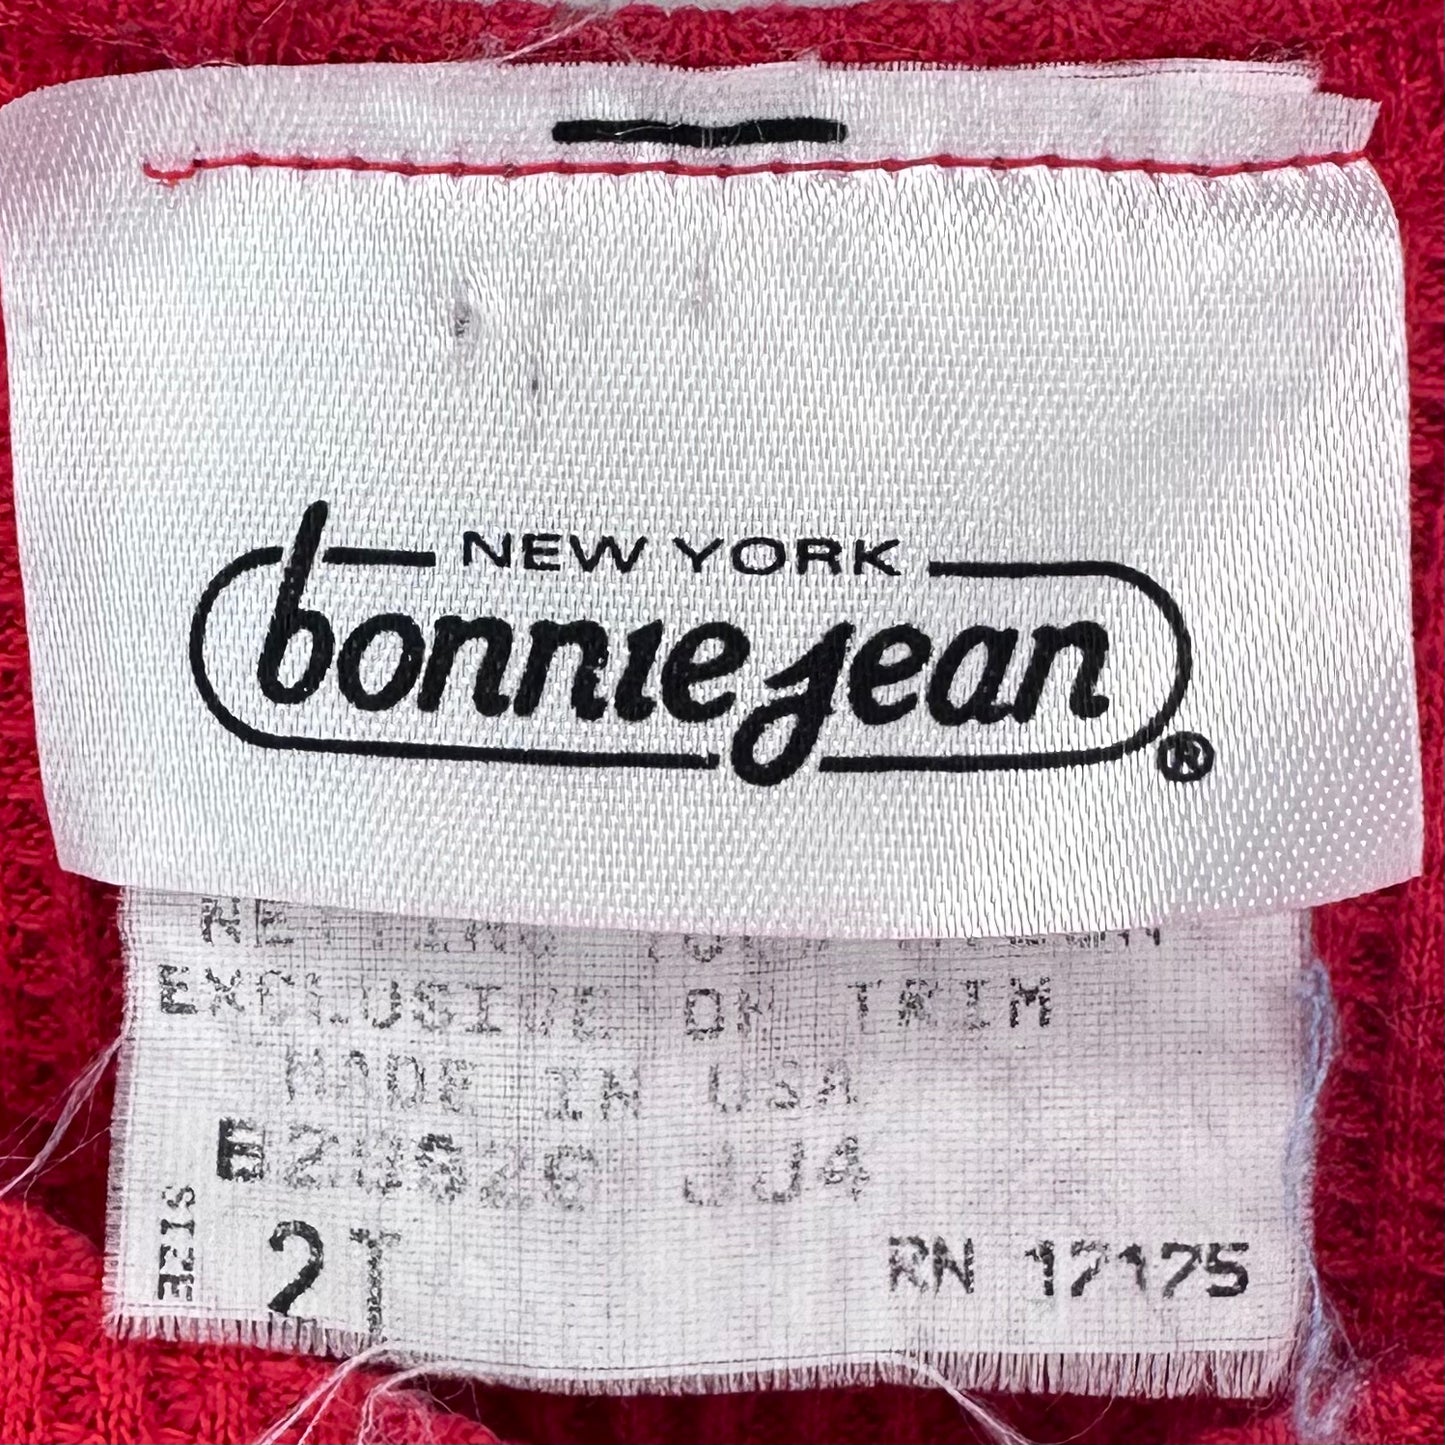 NEW YORK
bonnie jean
®
EXCLUSIVE OF TRIM
MADE IN USA
SIZE
2T
RN 17175